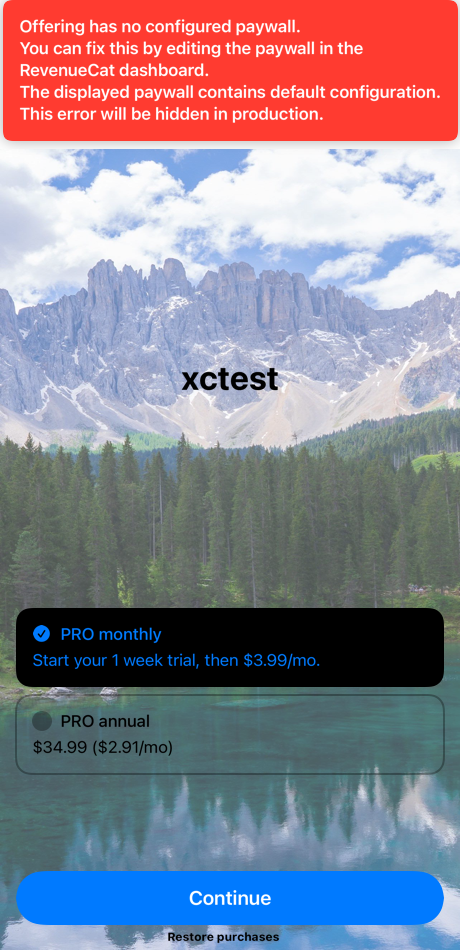 Offering has no configured paywall.
You can fix this by editing the paywall in the
RevenueCat dashboard.
The displayed paywall contains default configuration.
This error will be hidden in production.
xctest
PRO monthly
Start your 1 week trial, then $3.99/mo.
PRO annual
$34.99 ($2.91/mo)
Continue
Restore purchases